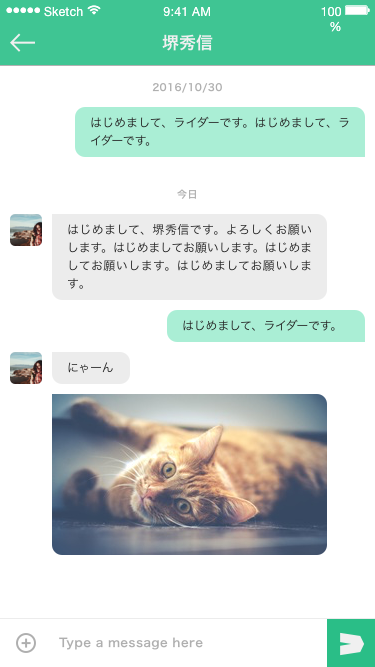 Sketch 9:41 AM 100
%
堺秀信
2016/10/30
はじめまして、ライダーです。はじめまして、ラ
イダーです。
今日
はじめまして、堺秀信です。よろしくお願い
します。はじめましてお願いします。はじめま
してお願いします。はじめましてお願いしま
す。
はじめまして、ライダーです。
にゃーん
Type a message here